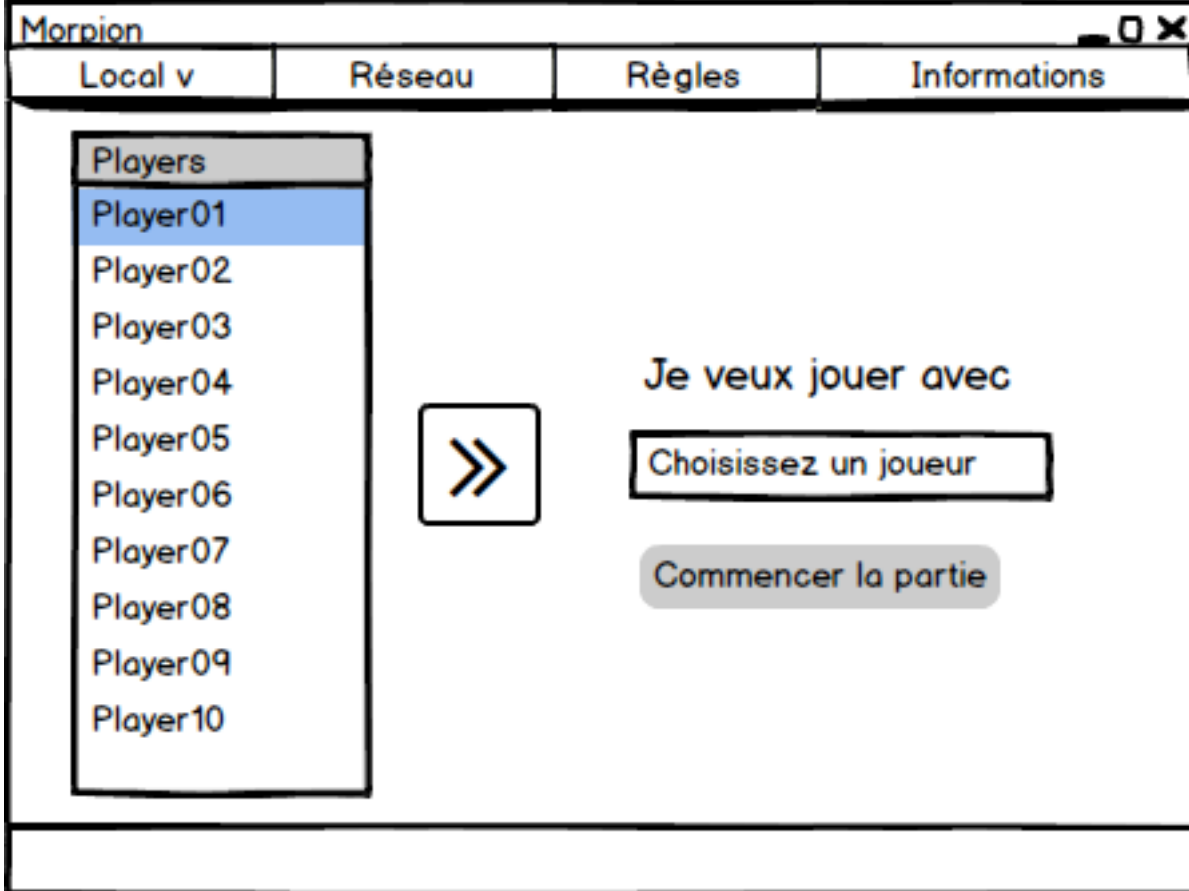 Morpion
Local v Réseau Règles Informations
Players
Player01
Player02
Player03
Player04
Player05
Player06
Player07
Player08
Player09
Player10
Je veux jouer avec
Choisissez un joueur
Commencer la partie